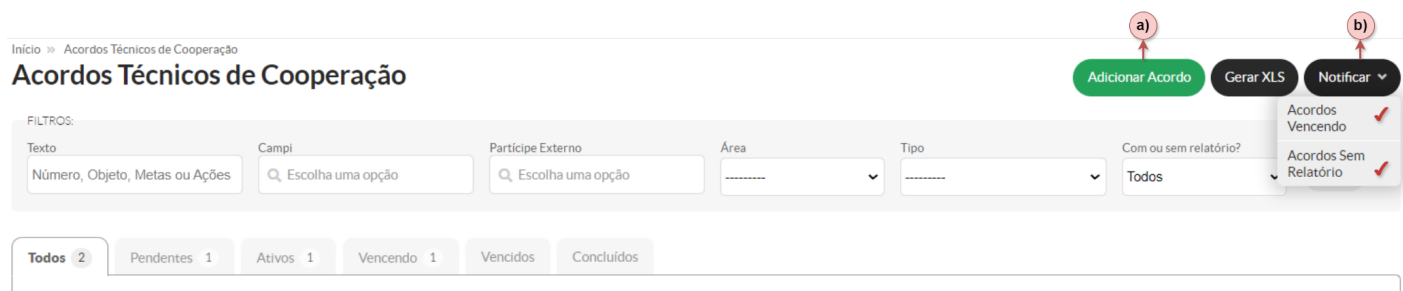 a)
b)
Início » Acordos Técnicos de Cooperação
Acordos Técnicos de Cooperação
Adicionar Acordo
Gerar XLS
Notificar
Acordos
Vencendo
Acordos Sem
Relatório
FILTROS:
Texto
Campi
Partícipe Externo
Área
Tipo
Com ou sem relatório?
Número, Objeto, Metas ou Ações
Escolha uma opção
Escolha uma opção
---------
---------
Todos
Todos 2
Pendentes 1
Ativos 1
Vencendo 1
Vencidos
Concluídos